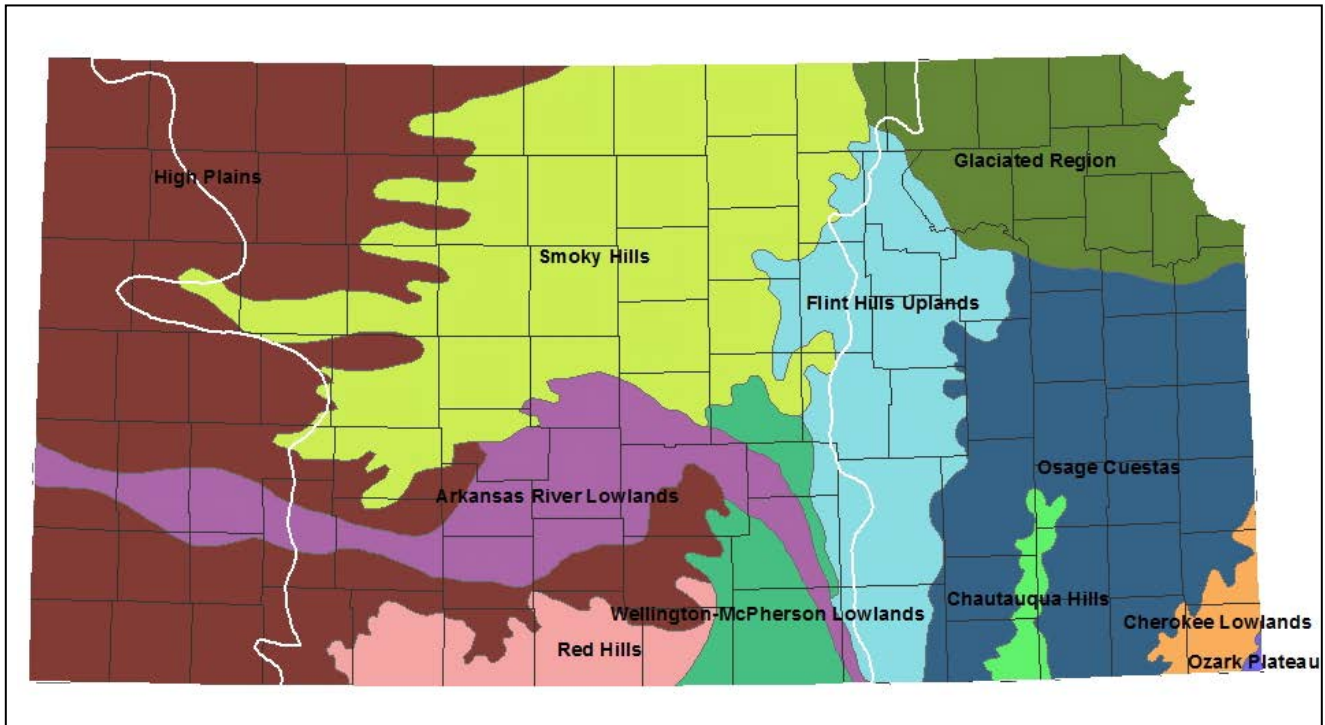 Glaciated Region
High Plains
Smoky Hills
Flint Hills Uplands
Osage Cuestas
Arkansas River Lowlands
Chautauqua Hills
Wellington-McPherson Lowlands
Cherokee Lowlands
Red Hills
Ozark Plateau